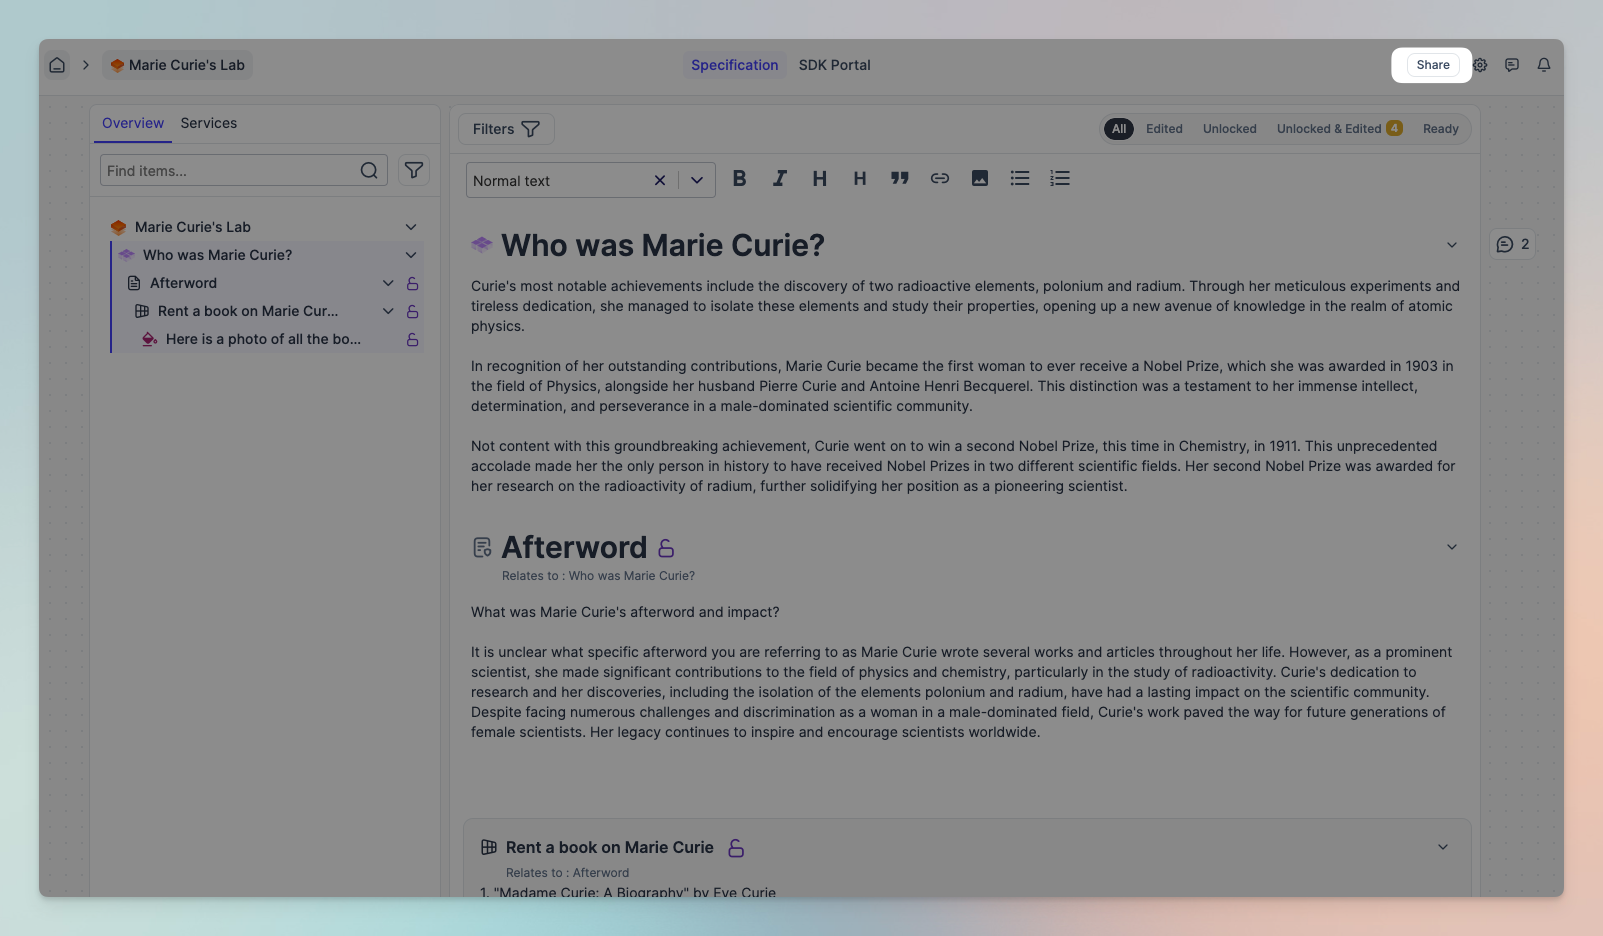 Marie Curie's Lab
Specification
SDK Portal
Share
Overview
Services
Find items...
Marie Curie's Lab
Who was Marie Curie?
Afterword
Rent a book on Marie Cur...
Here is a photo of all the bo...
Filters
All
Edited
Unlocked
Unlocked & Edited 4
Ready
Normal text
B I H H
Who was Marie Curie?
2
Curie's most notable achievements include the discovery of two radioactive elements, polonium and radium. Through her meticulous experiments and
tireless dedication, she managed to isolate these elements and study their properties, opening up a new avenue of knowledge in the realm of atomic
physics.
In recognition of her outstanding contributions, Marie Curie became the first woman to ever receive a Nobel Prize, which she was awarded in 1903 in
the field of Physics, alongside her husband Pierre Curie and Antoine Henri Becquerel. This distinction was a testament to her immense intellect,
determination, and perseverance in a male-dominated scientific community.
Not content with this groundbreaking achievement, Curie went on to win a second Nobel Prize, this time in Chemistry, in 1911. This unprecedented
accolade made her the only person in history to have received Nobel Prizes in two different scientific fields. Her second Nobel Prize was awarded for
her research on the radioactivity of radium, further solidifying her position as a pioneering scientist.
Afterword
Relates to : Who was Marie Curie?
What was Marie Curie's afterword and impact?
It is unclear what specific afterword you are referring to as Marie Curie wrote several works and articles throughout her life. However, as a prominent
scientist, she made significant contributions to the field of physics and chemistry, particularly in the study of radioactivity. Curie's dedication to
research and her discoveries, including the isolation of the elements polonium and radium, have had a lasting impact on the scientific community.
Despite facing numerous challenges and discrimination as a woman in a male-dominated field, Curie's work paved the way for future generations of
female scientists. Her legacy continues to inspire and encourage scientists worldwide.
Rent a book on Marie Curie
Relates to : Afterword
1. "Madame Curie: A Biography" by Eve Curie